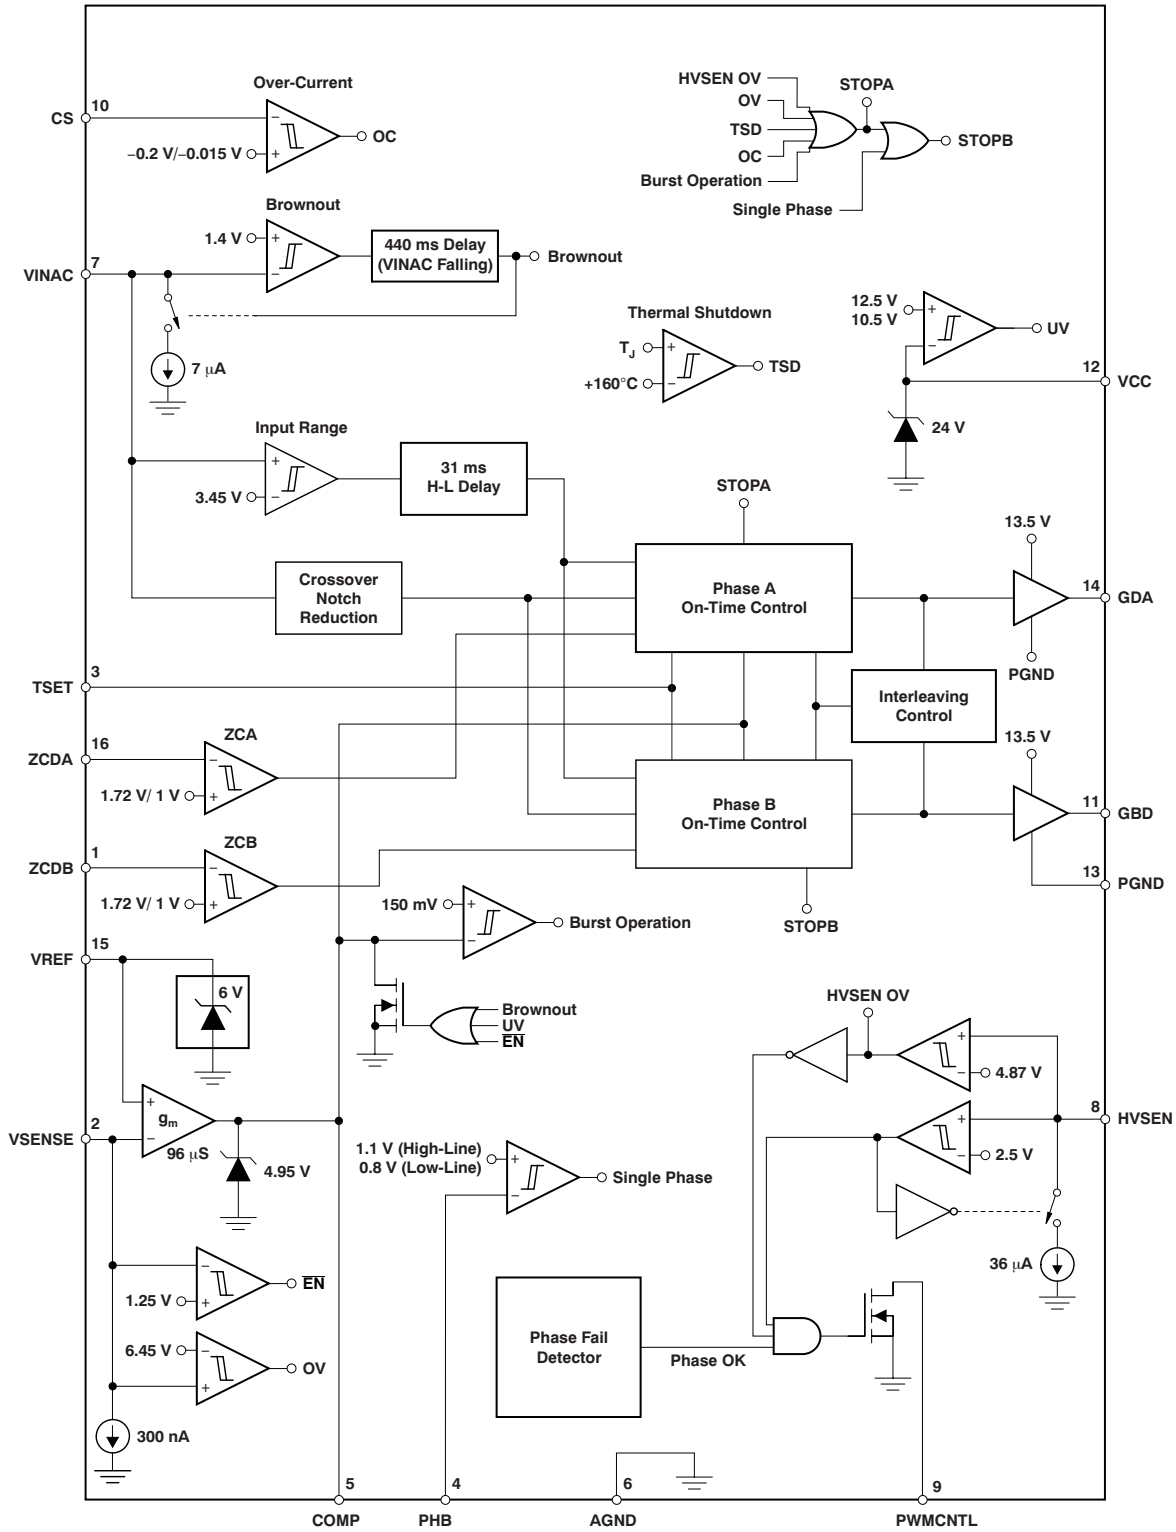 Over-Current
CS
10
−
−0.2 V/−0.015 V
+
OC
HVSEN OV
OV
TSD
OC
Burst Operation
Single Phase
STOPA
STOPB
Brownout
1.4 V
+
−
440 ms Delay
(VINAC Falling)
Brownout
VINAC
7
7 μA
Thermal Shutdown
TJ
+
+160°C
−
TSD
12.5 V
10.5 V
+
−
UV
12
VCC
24 V
Input Range
+
3.45 V
−
31 ms
H-L Delay
STOPA
Crossover
Notch
Reduction
Phase A
On-Time Control
13.5 V
14
GDA
PGND
TSET
3
Interleaving
Control
ZCA
ZCDA
16
−
1.72 V/ 1 V
+
Phase B
On-Time Control
13.5 V
11
GBD
13
PGND
STOPB
ZCB
ZCDB
1
−
1.72 V/ 1 V
+
150 mV
+
−
Burst Operation
VREF
15
6 V
Brownout
UV
EN
HVSEN OV
+
−
4.87 V
8
HVSEN
+
−
2.5 V
36 μA
VSENSE
2
+
−
gm
96 μS
4.95 V
1.1 V (High-Line)
0.8 V (Low-Line)
+
−
Single Phase
−
1.25 V
+
EN
6.45 V
−
+
OV
300 nA
Phase Fail
Detector
Phase OK
5
COMP
4
PHB
6
AGND
9
PWMCNTL